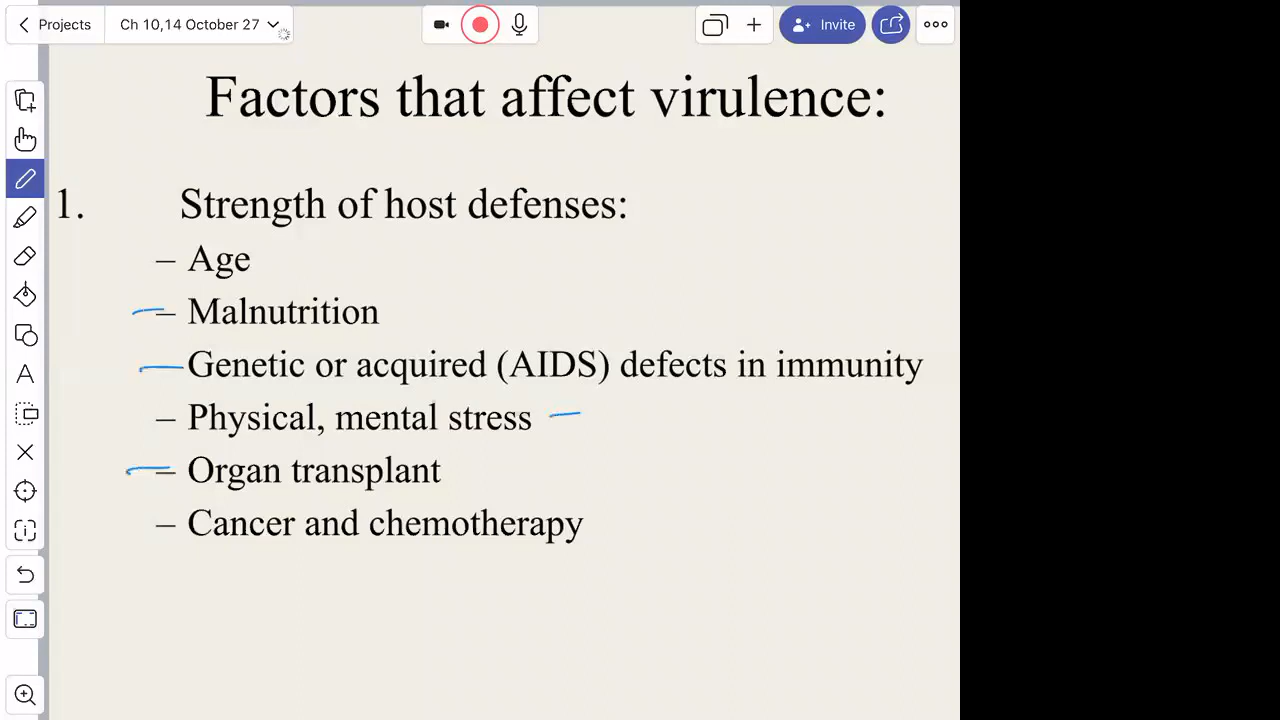 Projects
Ch 10,14 October 27
Invite
Factors that affect virulence:
1. Strength of host defenses:
– Age
– Malnutrition
– Genetic or acquired (AIDS) defects in immunity
– Physical, mental stress
– Organ transplant
– Cancer and chemotherapy